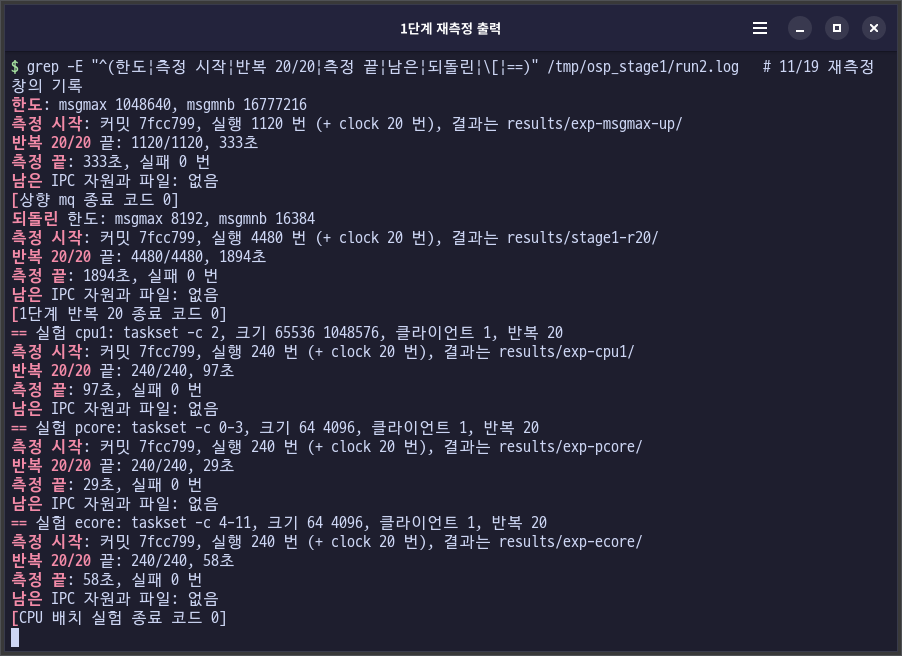 1단계 재측정 출력
$ grep -E "^(한도|측정 시작|반복 20/20|측정 끝|남은|되돌린|\[|==)" /tmp/osp_stage1/run2.log   # 11/19 재측정
창의 기록
한도: msgmax 1048640, msgmnb 16777216
측정 시작: 커밋 7fcc799, 실행 1120 번 (+ clock 20 번), 결과는 results/exp-msgmax-up/
반복 20/20 끝: 1120/1120, 333초
측정 끝: 333초, 실패 0 번
남은 IPC 자원과 파일: 없음
[상향 mq 종료 코드 0]
되돌린 한도: msgmax 8192, msgmnb 16384
측정 시작: 커밋 7fcc799, 실행 4480 번 (+ clock 20 번), 결과는 results/stage1-r20/
반복 20/20 끝: 4480/4480, 1894초
측정 끝: 1894초, 실패 0 번
남은 IPC 자원과 파일: 없음
[1단계 반복 20 종료 코드 0]
== 실험 cpu1: taskset -c 2, 크기 65536 1048576, 클라이언트 1, 반복 20
측정 시작: 커밋 7fcc799, 실행 240 번 (+ clock 20 번), 결과는 results/exp-cpu1/
반복 20/20 끝: 240/240, 97초
측정 끝: 97초, 실패 0 번
남은 IPC 자원과 파일: 없음
== 실험 pcore: taskset -c 0-3, 크기 64 4096, 클라이언트 1, 반복 20
측정 시작: 커밋 7fcc799, 실행 240 번 (+ clock 20 번), 결과는 results/exp-pcore/
반복 20/20 끝: 240/240, 29초
측정 끝: 29초, 실패 0 번
남은 IPC 자원과 파일: 없음
== 실험 ecore: taskset -c 4-11, 크기 64 4096, 클라이언트 1, 반복 20
측정 시작: 커밋 7fcc799, 실행 240 번 (+ clock 20 번), 결과는 results/exp-ecore/
반복 20/20 끝: 240/240, 58초
측정 끝: 58초, 실패 0 번
남은 IPC 자원과 파일: 없음
[CPU 배치 실험 종료 코드 0]